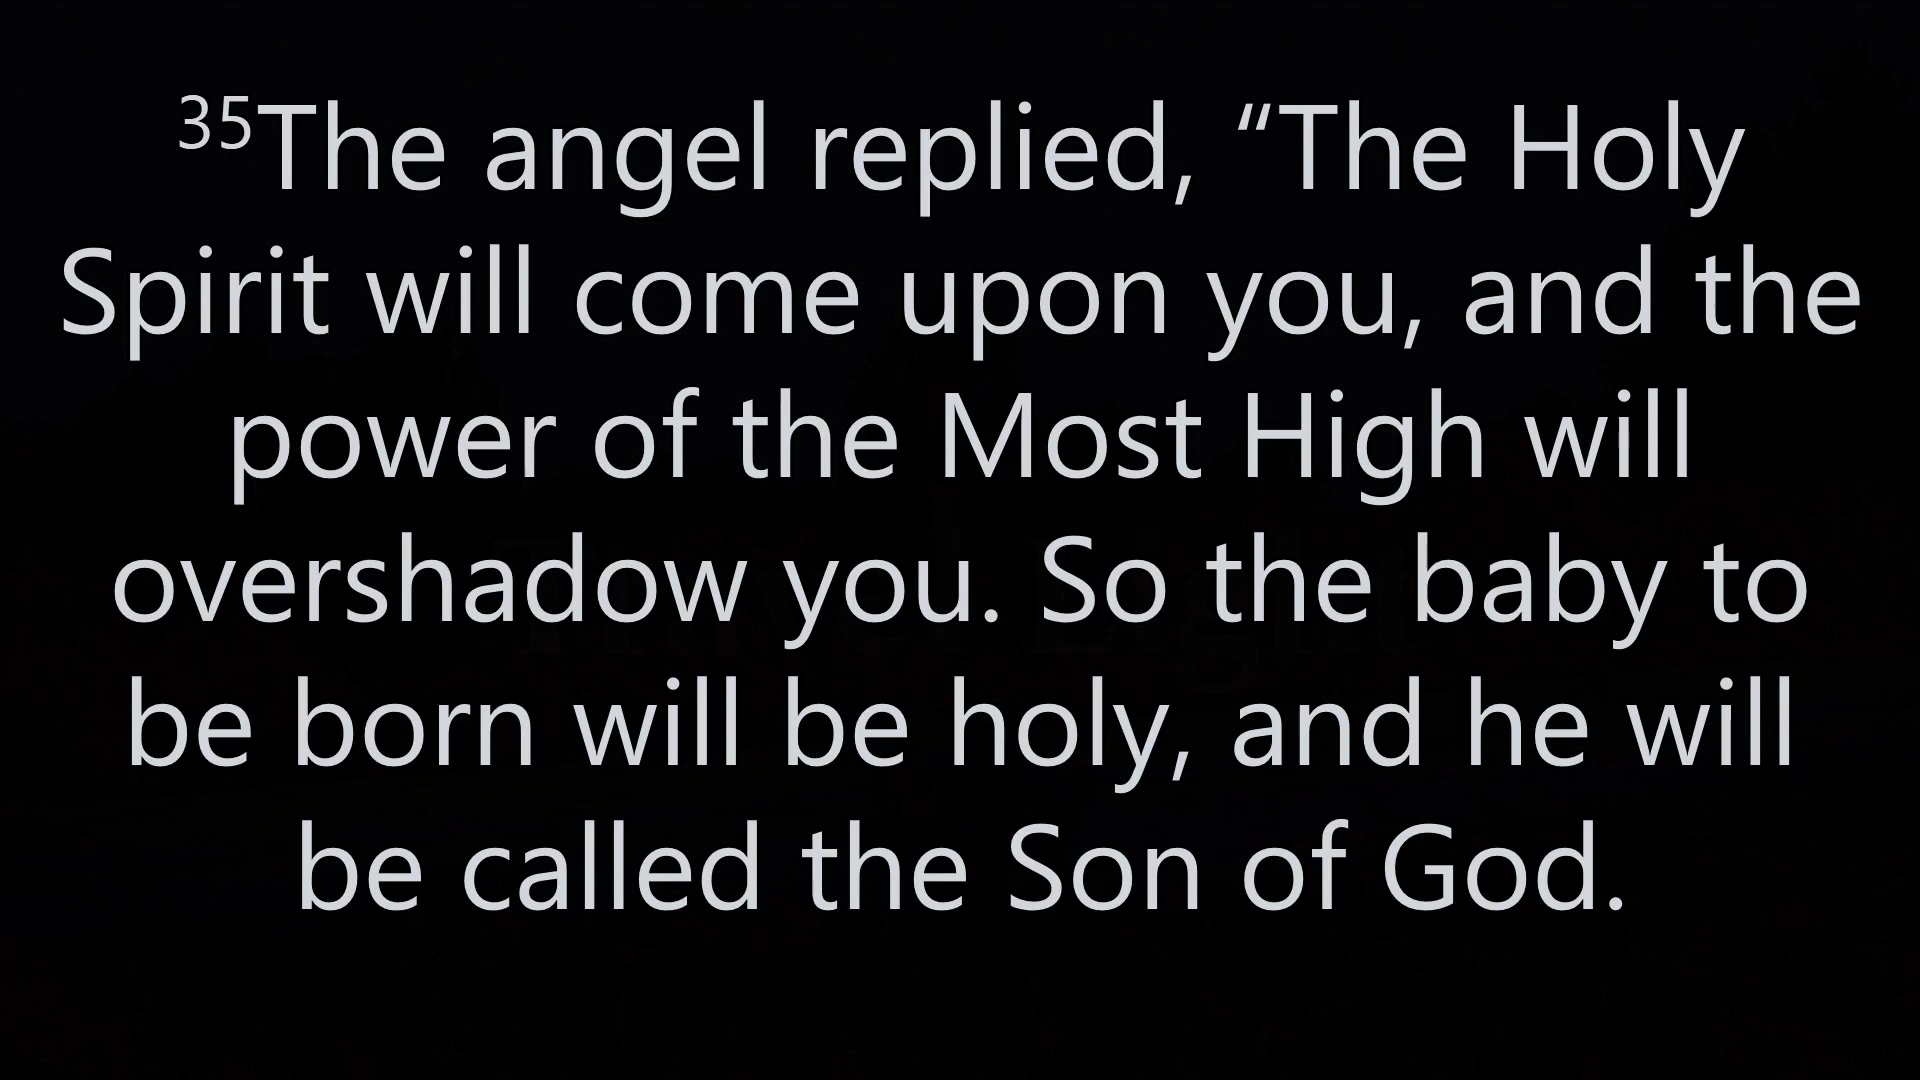 35The angel replied, “The Holy
Spirit will come upon you, and the
power of the Most High will
overshadow you. So the baby to
be born will be holy, and he will
be called the Son of God.